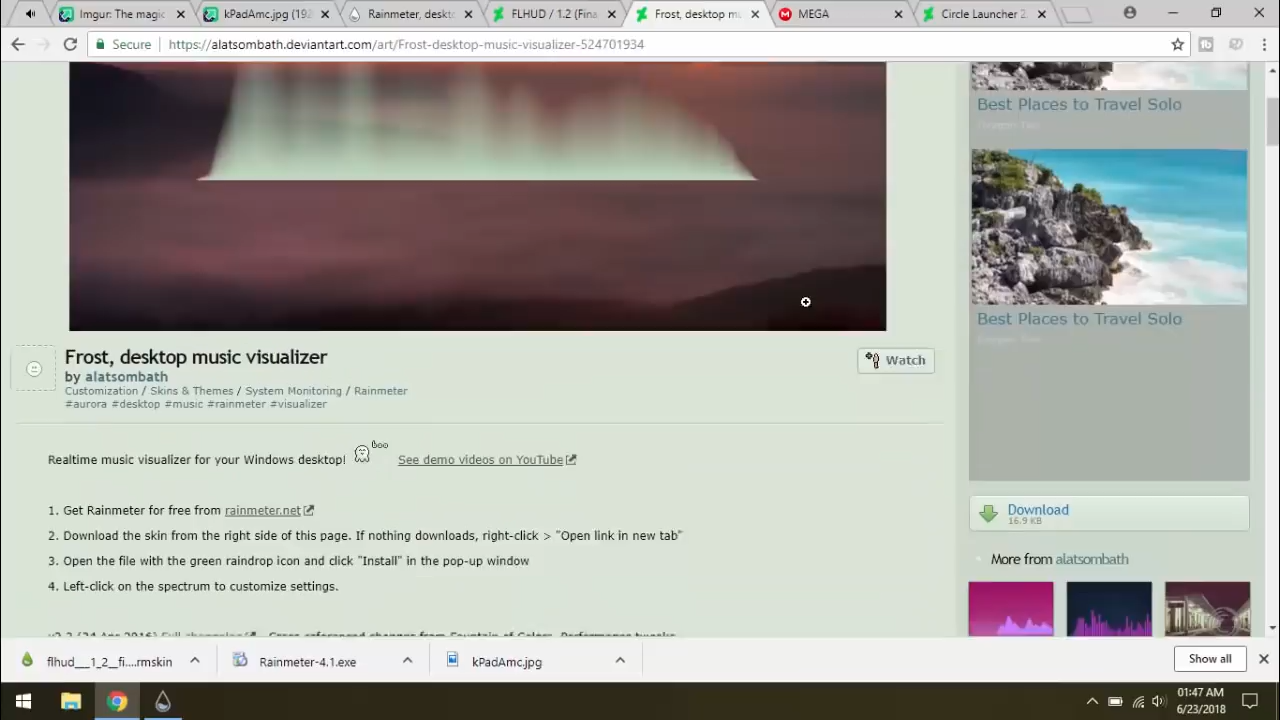 Imgur: The magic
kPadAmc.jpg (192
Rainmeter, deskto
FLHUD / 1.2 (Fina
Frost, desktop mu
MEGA
Circle Launcher 2.
Secure
https://alatsombath.deviantart.com/art/Frost-desktop-music-visualizer-524701934
Best Places to Travel Solo
Best Places to Travel Solo
Frost, desktop music visualizer
by alatsombath
Watch
Customization / Skins & Themes / System Monitoring / Rainmeter
#aurora #desktop #music #rainmeter #visualizer
boo
Realtime music visualizer for your Windows desktop! See demo videos on YouTube
1. Get Rainmeter for free from rainmeter.net
2. Download the skin from the right side of this page. If nothing downloads, right-click > "Open link in new tab"
3. Open the file with the green raindrop icon and click "Install" in the pop-up window
4. Left-click on the spectrum to customize settings.
Download
16.9 KB
More from alatsombath
flhud___1_2__fi....rmskin
Rainmeter-4.1.exe
kPadAmc.jpg
Show all
01:47 AM
6/23/2018